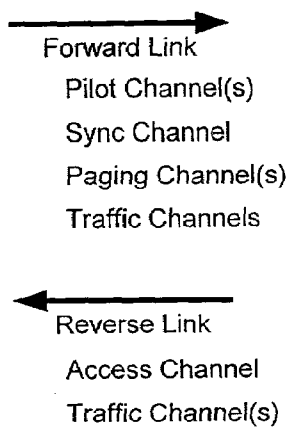 Forward Link
Pilot Channel(s)
Sync Channel
Paging Channel(s)
Traffic Channels
Reverse Link
Access Channel
Traffic Channel(s)